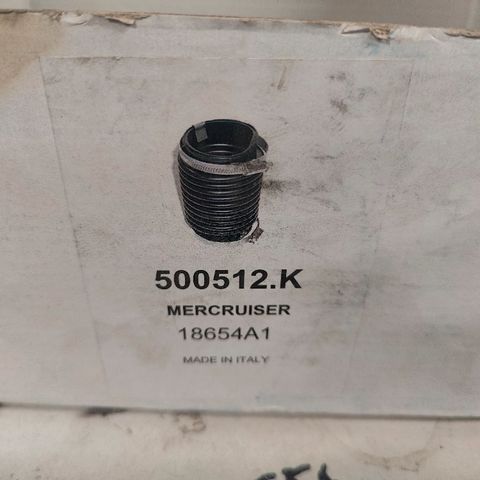 500512.K
MERCRUISER
18654A1
MADE IN ITALY